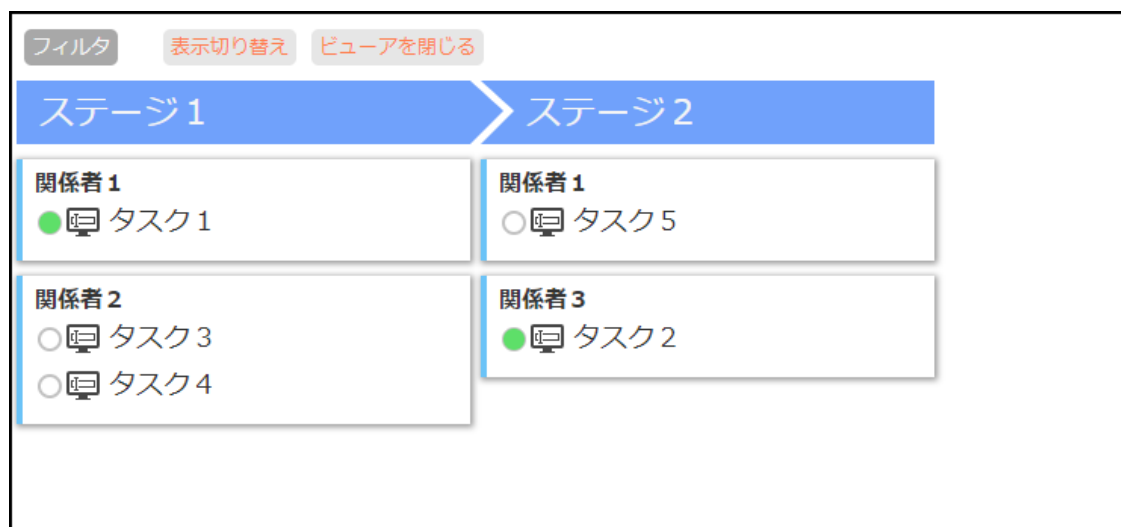 フィルタ 表示切り替え ビューアを閉じる
ステージ１ ステージ２
関係者１
タスク１
関係者２
タスク３
タスク４
関係者１
タスク５
関係者３
タスク２